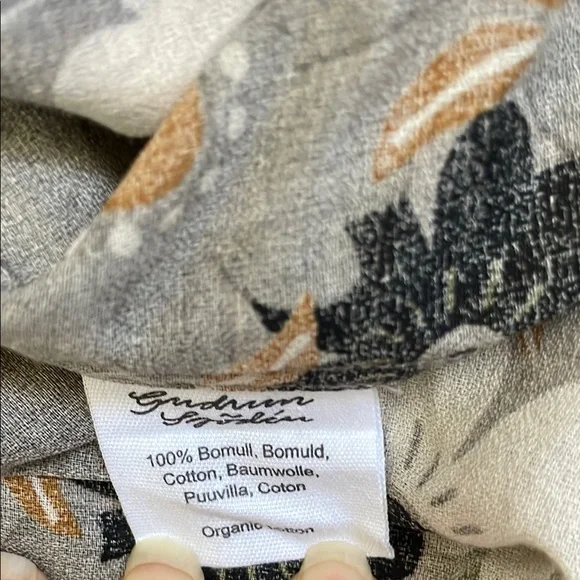 Gudrun
Sjödén
100% Bomull, Bomuld,
Cotton, Baumwolle,
Puuvilla, Coton
Organic Cotton